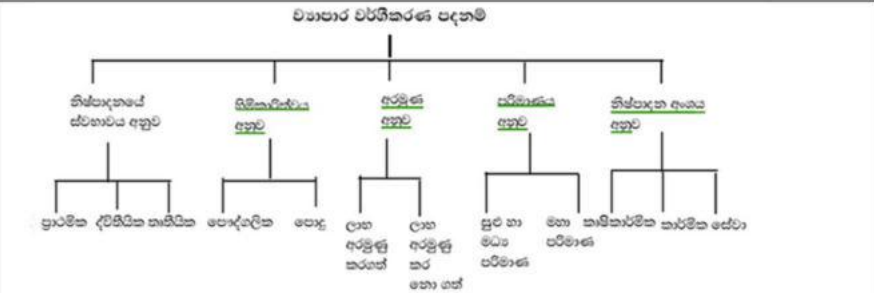 ව්‍යාපාර වර්ගීකරණ පදනම්
නිෂ්පාදනයේ
ස්වභාවය අනුව
හිමිකාරිත්වය
අනුව
අරමුණ
අනුව
පරිමාණය
අනුව
නිෂ්පාදන අංශය
අනුව
ප්‍රාථමික ද්විතීයික තෘතීයික
පෞද්ගලික පොදු
ලාභ
අරමුණු
කරගත්
ලාභ
අරමුණු
කර
නො ගත්
සුළු හා
මධ්‍ය
පරිමාණ
මහා
පරිමාණ
කෘෂිකාර්මික කාර්මික සේවා